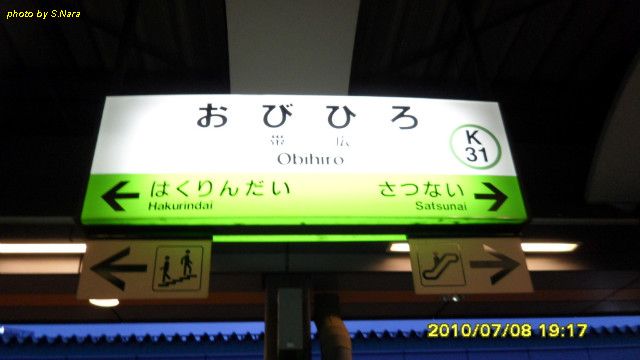 photo by S.Nara
おびひろ
帯広
Obihiro
K
31
はくりんだい
Hakurindai
さつない
Satsunai
2010/07/08 19:17